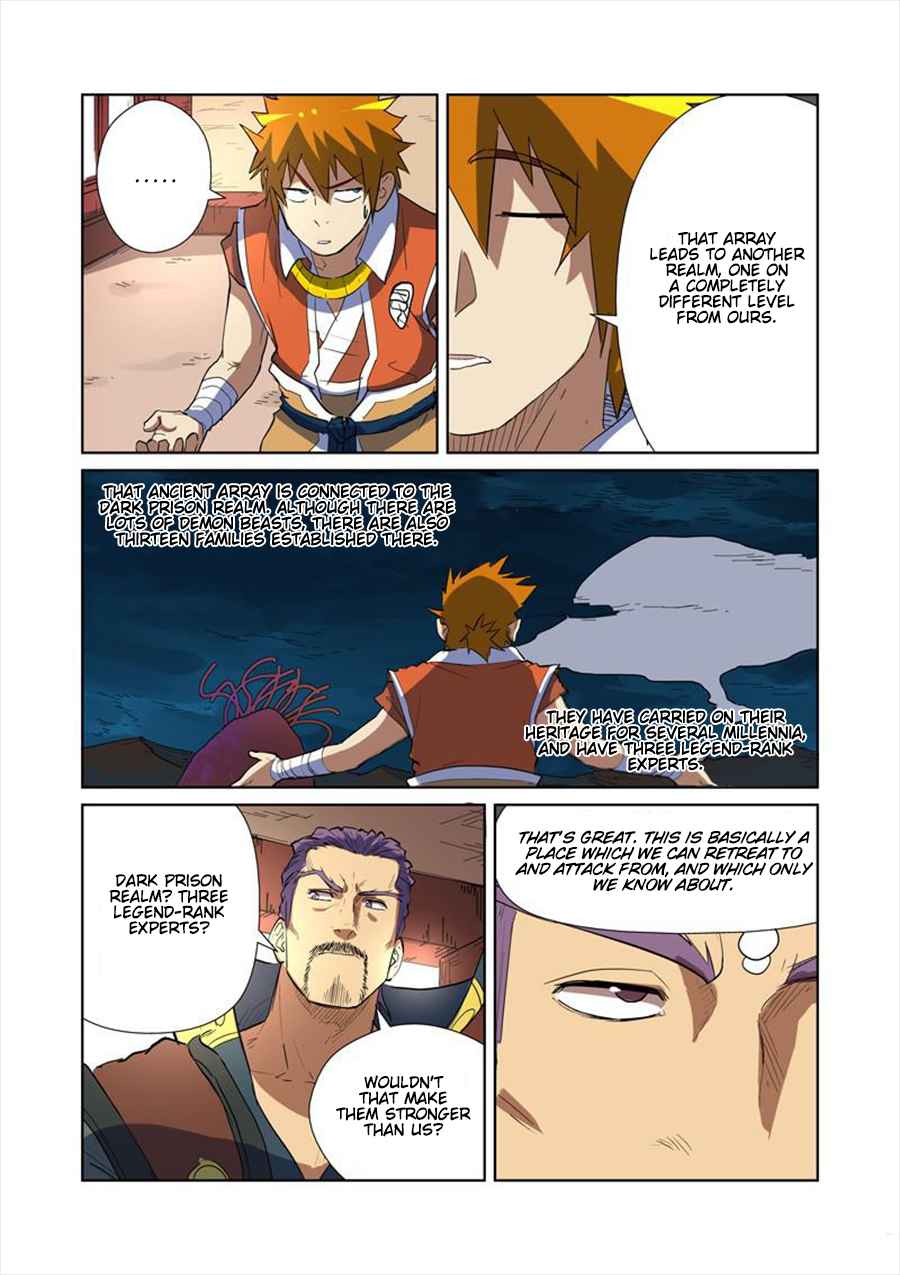 .....
THAT ARRAY
LEADS TO ANOTHER
REALM, ONE ON
A COMPLETELY
DIFFERENT LEVEL
FROM OURS.
THAT ANCIENT ARRAY IS CONNECTED TO THE
DARK PRISON REALM. ALTHOUGH THERE ARE
LOTS OF DEMON BEASTS, THERE ARE ALSO
THIRTEEN FAMILIES ESTABLISHED THERE.
THEY HAVE CARRIED ON THEIR
HERITAGE FOR SEVERAL MILLENNIA,
AND HAVE THREE LEGEND-RANK
EXPERTS.
DARK PRISON
REALM? THREE
LEGEND-RANK
EXPERTS?
WOULDN'T
THAT MAKE
THEM STRONGER
THAN US?
THAT'S GREAT. THIS IS BASICALLY A
PLACE WHICH WE CAN RETREAT TO
AND ATTACK FROM, AND WHICH ONLY
WE KNOW ABOUT.